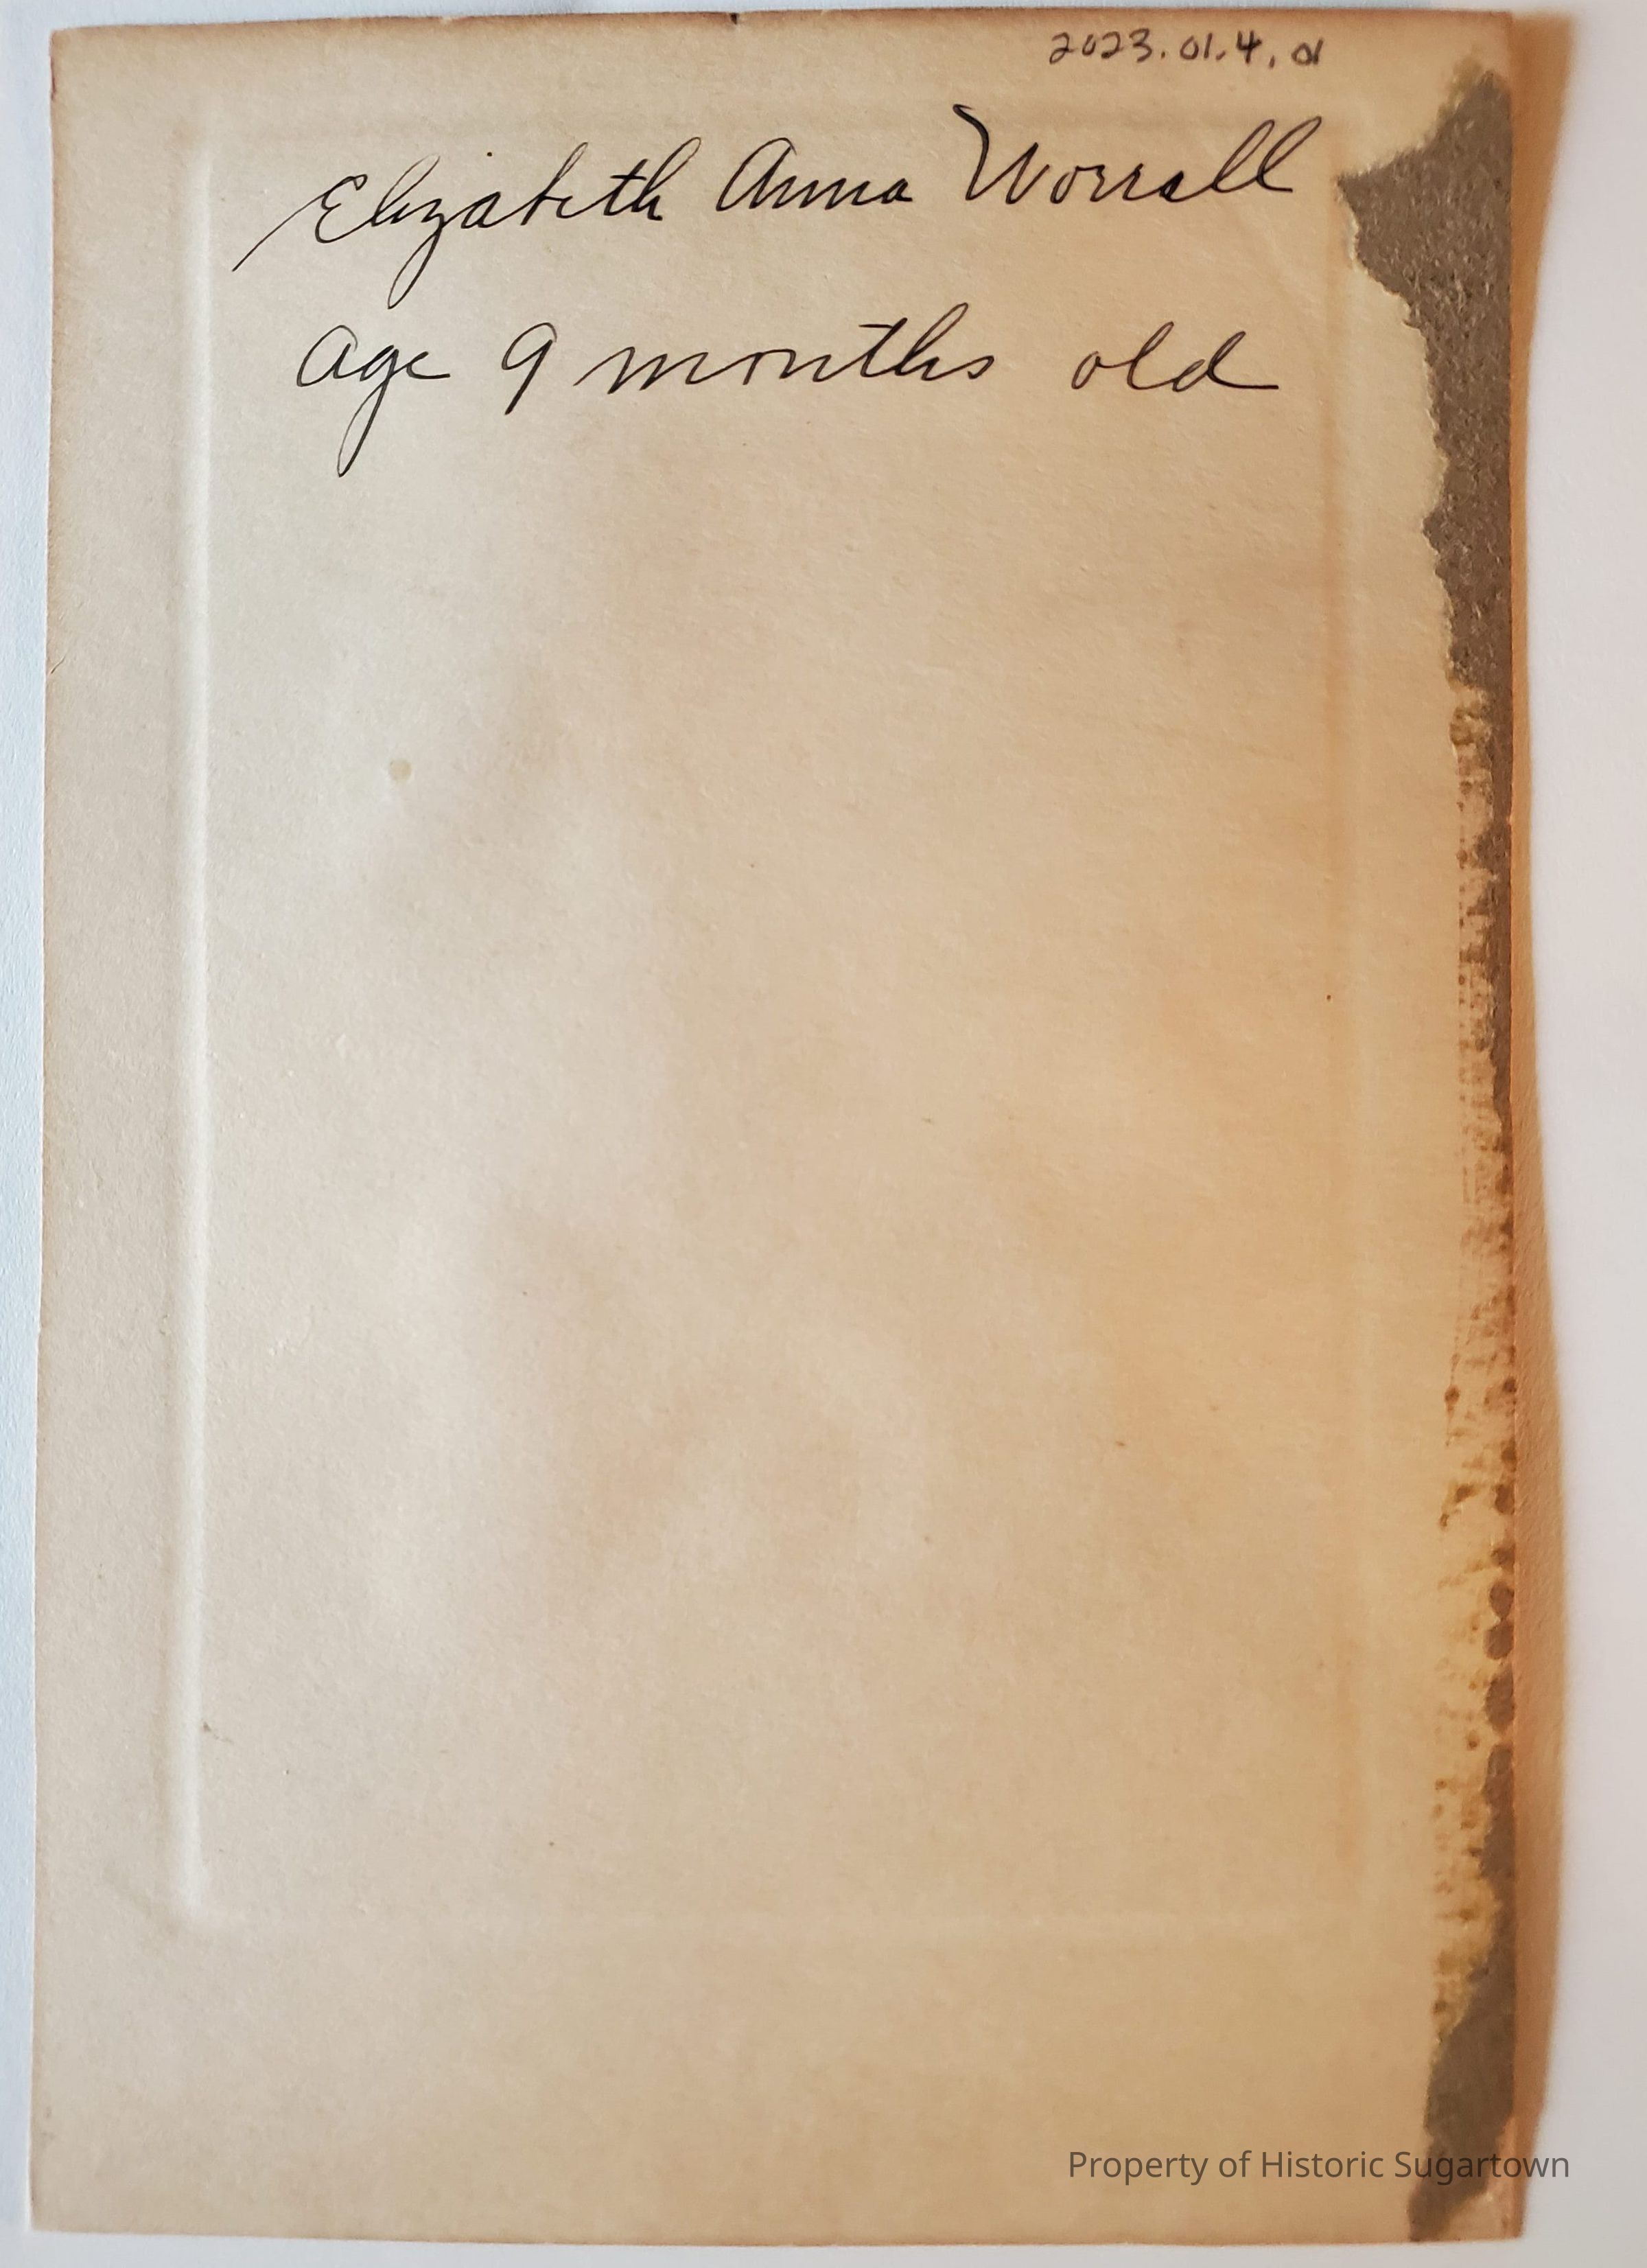 2023.01.4.01
Elizabeth Anna Worrall
age 9 months old
Property of Historic Sugartown